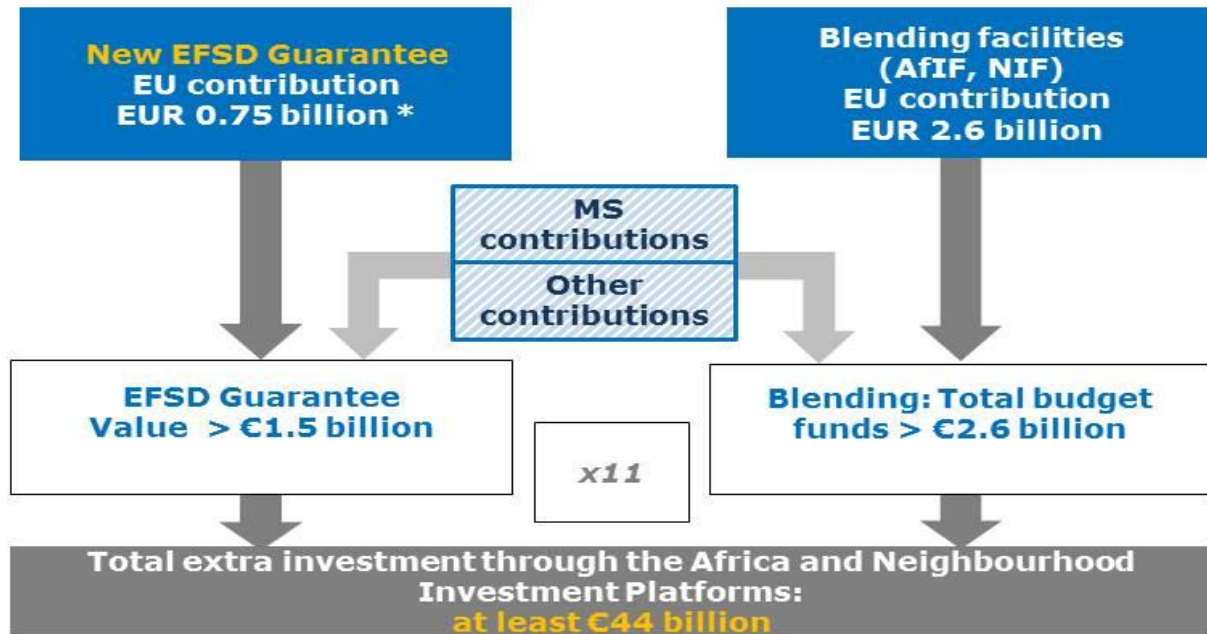 New EFSD Guarantee
EU contribution
EUR 0.75 billion *
Blending facilities
(AfIF, NIF)
EU contribution
EUR 2.6 billion
MS
contributions
Other
contributions
EFSD Guarantee
Value > €1.5 billion
Blending: Total budget
funds > €2.6 billion
x11
Total extra investment through the Africa and Neighbourhood
Investment Platforms:
at least €44 billion